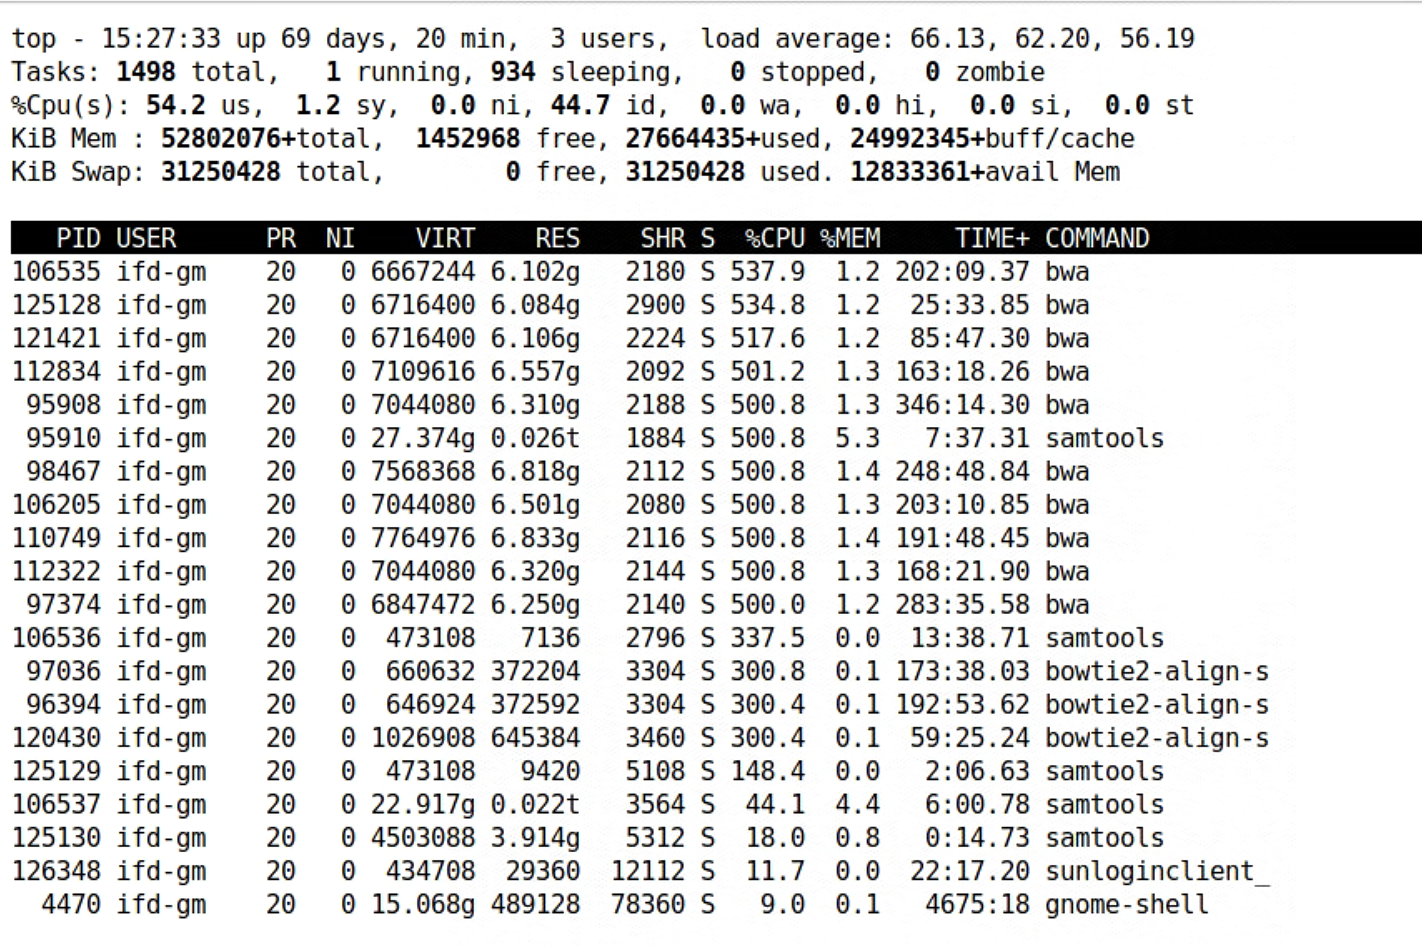 top - 15:27:33 up 69 days, 20 min,  3 users,  load average: 66.13, 62.20, 56.19
Tasks: 1498 total,   1 running, 934 sleeping,   0 stopped,   0 zombie
%Cpu(s): 54.2 us,  1.2 sy,  0.0 ni, 44.7 id,  0.0 wa,  0.0 hi,  0.0 si,  0.0 st
KiB Mem : 52802076+total,  1452968 free, 27664435+used, 24992345+buff/cache
KiB Swap: 31250428 total,        0 free, 31250428 used. 12833361+avail Mem
   PID USER      PR  NI    VIRT    RES    SHR S  %CPU %MEM     TIME+ COMMAND
106535 ifd-gm    20   0 6667244 6.102g   2180 S 537.9  1.2 202:09.37 bwa
125128 ifd-gm    20   0 6716400 6.084g   2900 S 534.8  1.2  25:33.85 bwa
121421 ifd-gm    20   0 6716400 6.106g   2224 S 517.6  1.2  85:47.30 bwa
112834 ifd-gm    20   0 7109616 6.557g   2092 S 501.2  1.3 163:18.26 bwa
 95908 ifd-gm    20   0 7044080 6.310g   2188 S 500.8  1.3 346:14.30 bwa
 95910 ifd-gm    20   0 27.374g 0.026t   1884 S 500.8  5.3   7:37.31 samtools
 98467 ifd-gm    20   0 7568368 6.818g   2112 S 500.8  1.4 248:48.84 bwa
106205 ifd-gm    20   0 7044080 6.501g   2080 S 500.8  1.3 203:10.85 bwa
110749 ifd-gm    20   0 7764976 6.833g   2116 S 500.8  1.4 191:48.45 bwa
112322 ifd-gm    20   0 7044080 6.320g   2144 S 500.8  1.3 168:21.90 bwa
 97374 ifd-gm    20   0 6847472 6.250g   2140 S 500.0  1.2 283:35.58 bwa
106536 ifd-gm    20   0  473108   7136   2796 S 337.5  0.0  13:38.71 samtools
 97036 ifd-gm    20   0  660632 372204   3304 S 300.8  0.1 173:38.03 bowtie2-align-s
 96394 ifd-gm    20   0  646924 372592   3304 S 300.4  0.1 192:53.62 bowtie2-align-s
120430 ifd-gm    20   0 1026908 645384   3460 S 300.4  0.1  59:25.24 bowtie2-align-s
125129 ifd-gm    20   0  473108   9420   5108 S 148.4  0.0   2:06.63 samtools
106537 ifd-gm    20   0 22.917g 0.022t   3564 S  44.1  4.4   6:00.78 samtools
125130 ifd-gm    20   0 4503088 3.914g   5312 S  18.0  0.8   0:14.73 samtools
126348 ifd-gm    20   0  434708  29360  12112 S  11.7  0.0  22:17.20 sunloginclient_
  4470 ifd-gm    20   0 15.068g 489128  78360 S   9.0  0.1   4675:18 gnome-shell